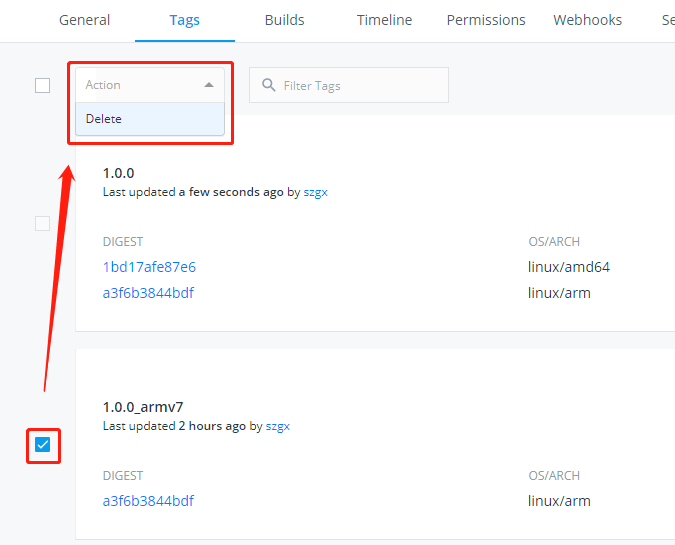 General Tags Builds Timeline Permissions Webhooks Se
Action Filter Tags
Delete
1.0.0
Last updated a few seconds ago by szgx
DIGEST OS/ARCH
1bd17afe87e6 linux/amd64
a3f6b3844bdf linux/arm
1.0.0_armv7
Last updated 2 hours ago by szgx
DIGEST OS/ARCH
a3f6b3844bdf linux/arm